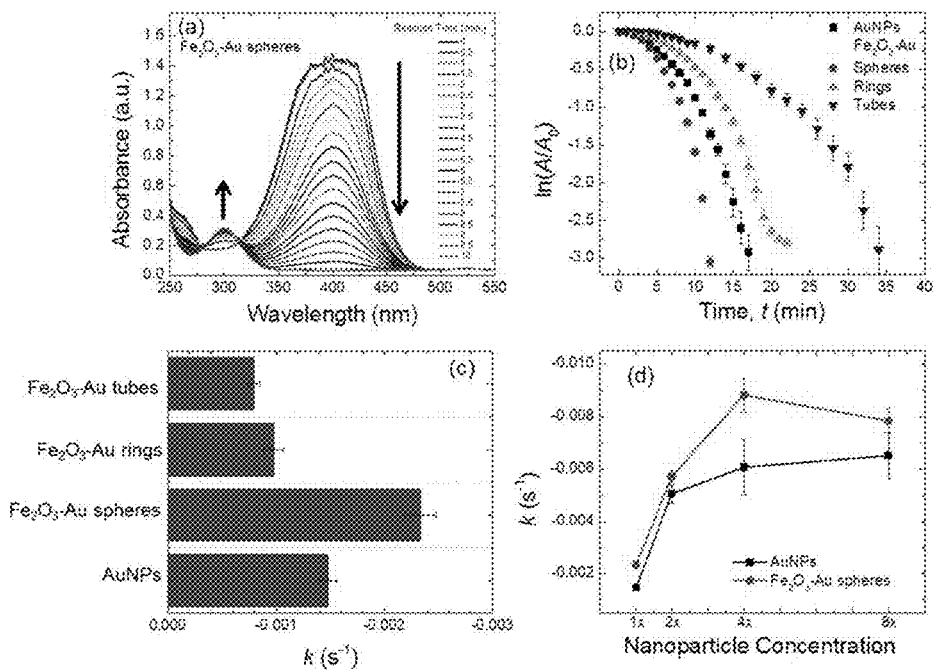 (a)
Fe₂O₃-Au spheres
Absorbance (a.u.)
1.6
1.4
1.2
1.0
0.8
0.6
0.4
0.2
0.0
250 300 350 400 450 500 550
Wavelength (nm)
(b)
AuNPs
Fe₂O₃-Au
Spheres
Rings
Tubes
ln(A/A₀)
0.0
-0.5
-1.0
-1.5
-2.0
-2.5
-3.0
0 5 10 15 20 25 30 35 40
Time, t (min)
(c)
Fe₂O₃-Au tubes
Fe₂O₃-Au rings
Fe₂O₃-Au spheres
AuNPs
0.000 -0.001 -0.002 -0.003
k (s⁻¹)
(d)
k (s⁻¹)
-0.010
-0.008
-0.006
-0.004
-0.002
AuNPs
Fe₂O₃-Au spheres
1x 2x 4x
Nanoparticle Concentration